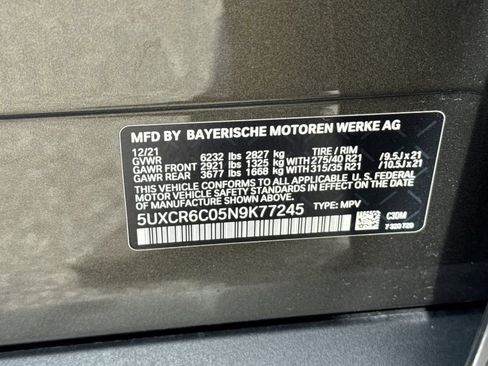 MFD BY BAYERISCHE MOTOREN WERKE AG
12/21 TIRE / RIM
GVWR 6232 lbs 2827 kg
GAWR FRONT 2921 lbs 1325 kg WITH 275/40 R21 / 9.5J x 21
GAWR REAR 3677 lbs 1668 kg WITH 315/35 R21 / 10.5J x 21
THIS VEHICLE CONFORMS TO ALL APPLICABLE U. S. FEDERAL
MOTOR VEHICLE SAFETY STANDARDS IN EFFECT ON THE
DATE OF MANUFACTURE SHOWN ABOVE.
5UXCR6C05N9K77245 TYPE: MPV
C3DM